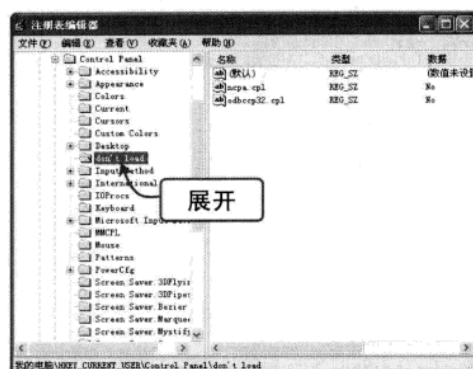 注册表编辑器
文件(F) 编辑(E) 查看(V) 收藏夹(A) 帮助(H)
Control Panel
Accessibility
Appearance
Colors
Current
Cursors
Custom Colors
Desktop
don't load
Input Method
International
IOProcs
Keyboard
Microsoft
MMCPL
Mouse
Patterns
PowerCfg
Screen Saver.3DFlyi
Screen Saver.3DPipe
Screen Saver.Bezier
Screen Saver.Marque
Screen Saver.Mystif
名称 类型 数据
(默认) REG_SZ (数值未设
ncpa.cpl REG_SZ No
odbccp32.cpl REG_SZ No
展开
我的电脑\HKEY_CURRENT_USER\Control Panel\don't load